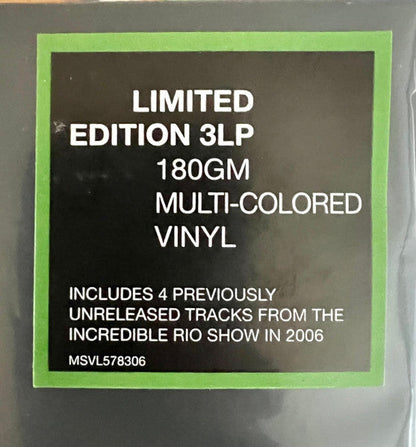 LIMITED
EDITION 3LP
180GM
MULTI-COLORED
VINYL
INCLUDES 4 PREVIOUSLY
UNRELEASED TRACKS FROM THE
INCREDIBLE RIO SHOW IN 2006
MSVL578306